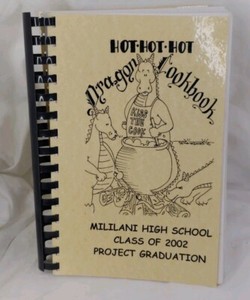 HOT·HOT·HOT
Dragon Cookbook
KISS
THE
COOK
MILILANI HIGH SCHOOL
CLASS OF 2002
PROJECT GRADUATION